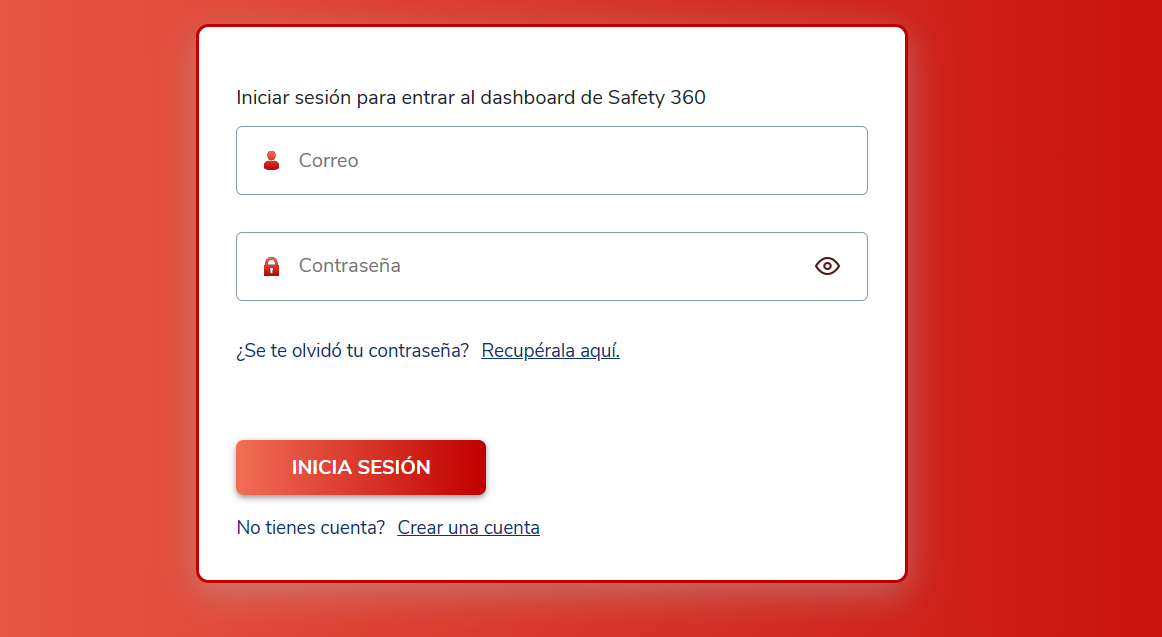 Iniciar sesión para entrar al dashboard de Safety 360
Correo
Contraseña
¿Se te olvidó tu contraseña? Recupérala aquí.
INICIA SESIÓN
No tienes cuenta? Crear una cuenta